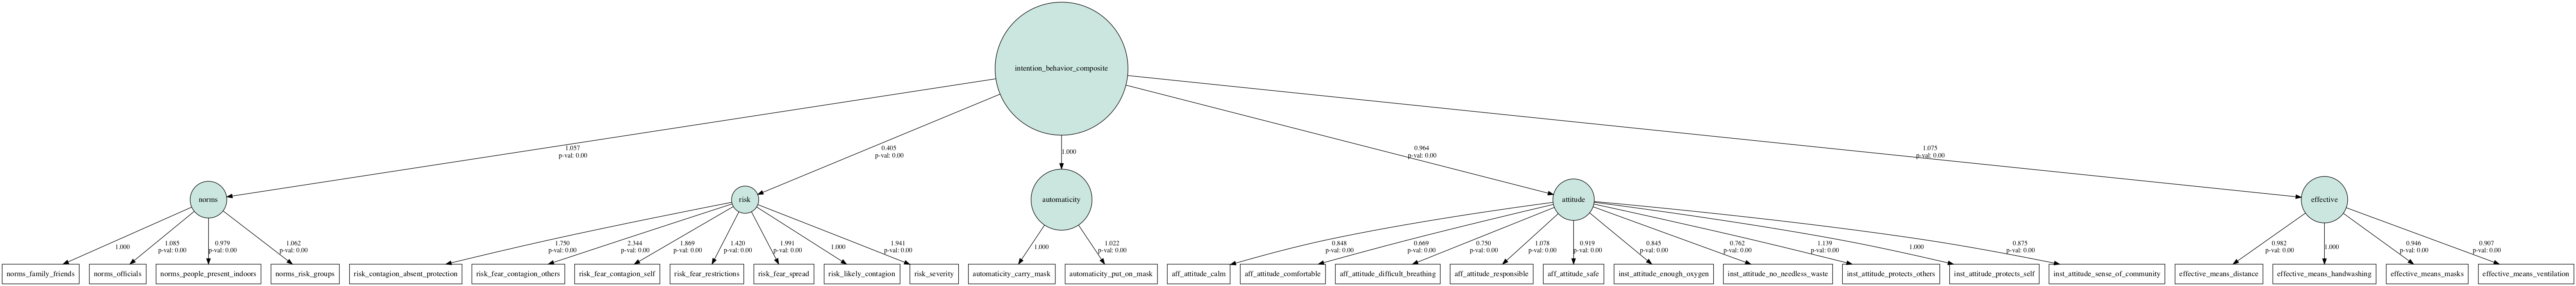 intention_behavior_composite
1.057
p-val: 0.00
0.405
p-val: 0.00
1.000
0.964
p-val: 0.00
1.075
p-val: 0.00
norms
risk
automaticity
attitude
effective
1.000
1.085
p-val: 0.00
0.979
p-val: 0.00
1.062
p-val: 0.00
1.750
p-val: 0.00
2.344
p-val: 0.00
1.869
p-val: 0.00
1.420
p-val: 0.00
1.991
p-val: 0.00
1.000
1.941
p-val: 0.00
1.000
1.022
p-val: 0.00
0.848
p-val: 0.00
0.669
p-val: 0.00
0.750
p-val: 0.00
1.078
p-val: 0.00
0.919
p-val: 0.00
0.845
p-val: 0.00
0.762
p-val: 0.00
1.139
p-val: 0.00
1.000
0.875
p-val: 0.00
0.982
p-val: 0.00
1.000
0.946
p-val: 0.00
0.907
p-val: 0.00
norms_family_friends
norms_officials
norms_people_present_indoors
norms_risk_groups
risk_contagion_absent_protection
risk_fear_contagion_others
risk_fear_contagion_self
risk_fear_restrictions
risk_fear_spread
risk_likely_contagion
risk_severity
automaticity_carry_mask
automaticity_put_on_mask
aff_attitude_calm
aff_attitude_comfortable
aff_attitude_difficult_breathing
aff_attitude_responsible
aff_attitude_safe
inst_attitude_enough_oxygen
inst_attitude_no_needless_waste
inst_attitude_protects_others
inst_attitude_protects_self
inst_attitude_sense_of_community
effective_means_distance
effective_means_handwashing
effective_means_masks
effective_means_ventilation